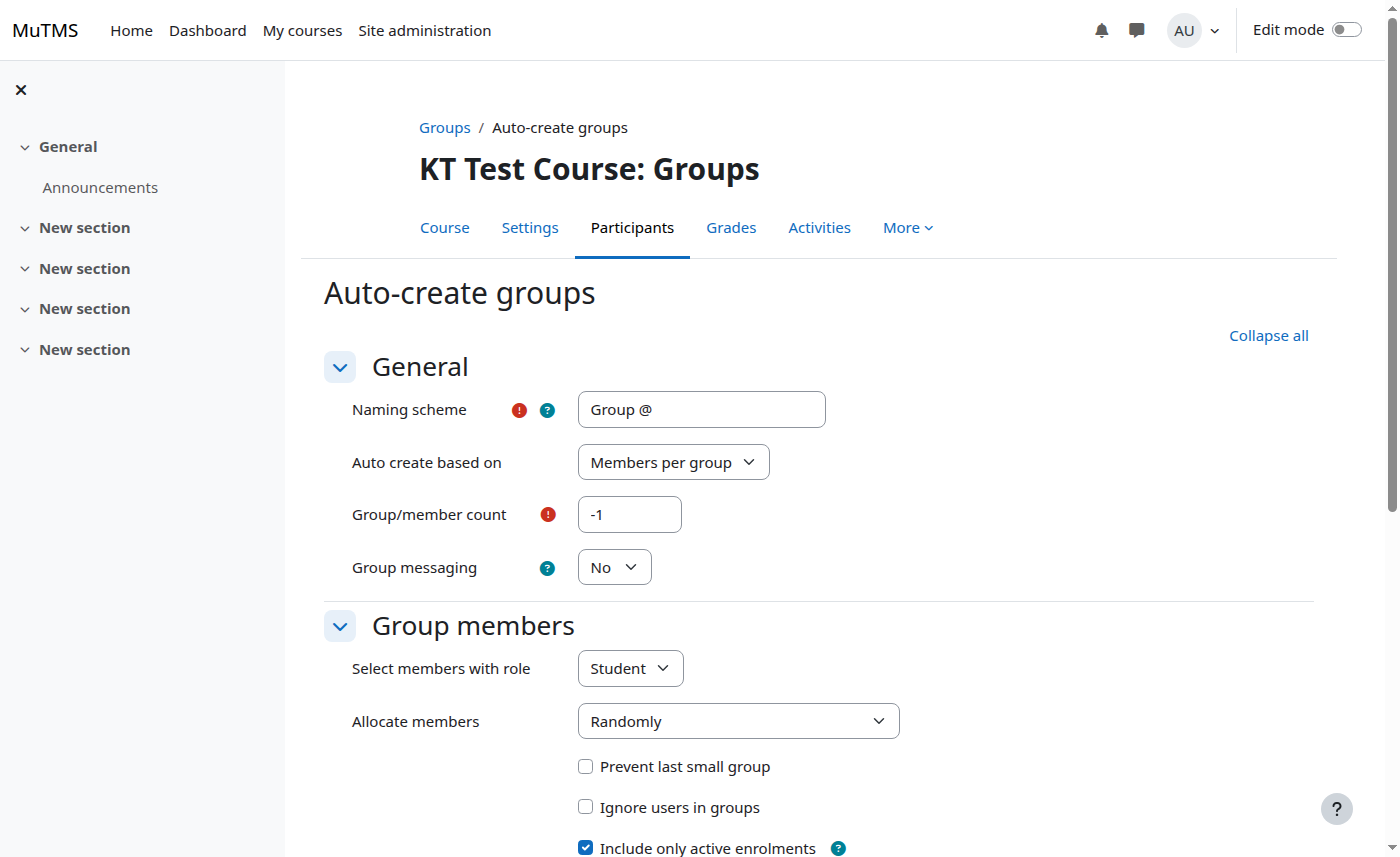 MuTMS Home Dashboard My courses Site administration AU Edit mode
General
Announcements
New section
New section
New section
New section
Groups / Auto-create groups
KT Test Course: Groups
Course Settings Participants Grades Activities More
Auto-create groups
Collapse all
General
Naming scheme ! ? Group @
Auto create based on Members per group
Group/member count ! -1
Group messaging ? No
Group members
Select members with role Student
Allocate members Randomly
Prevent last small group
Ignore users in groups
Include only active enrolments ?
?